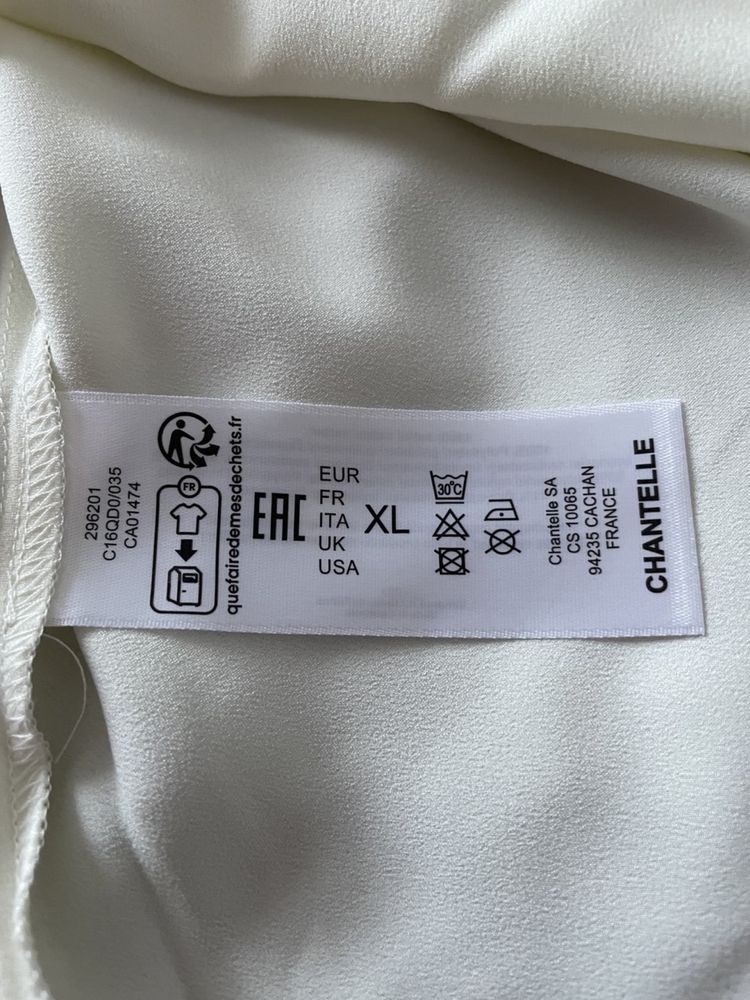 CHANTELLE
Chantelle SA
CS 10065
94235 CACHAN
FRANCE
30°C
EUR
FR
ITA
UK
USA
XL
EAC
quefairedemesdechets.fr
FR
296201
C16QD0/035
CA01474